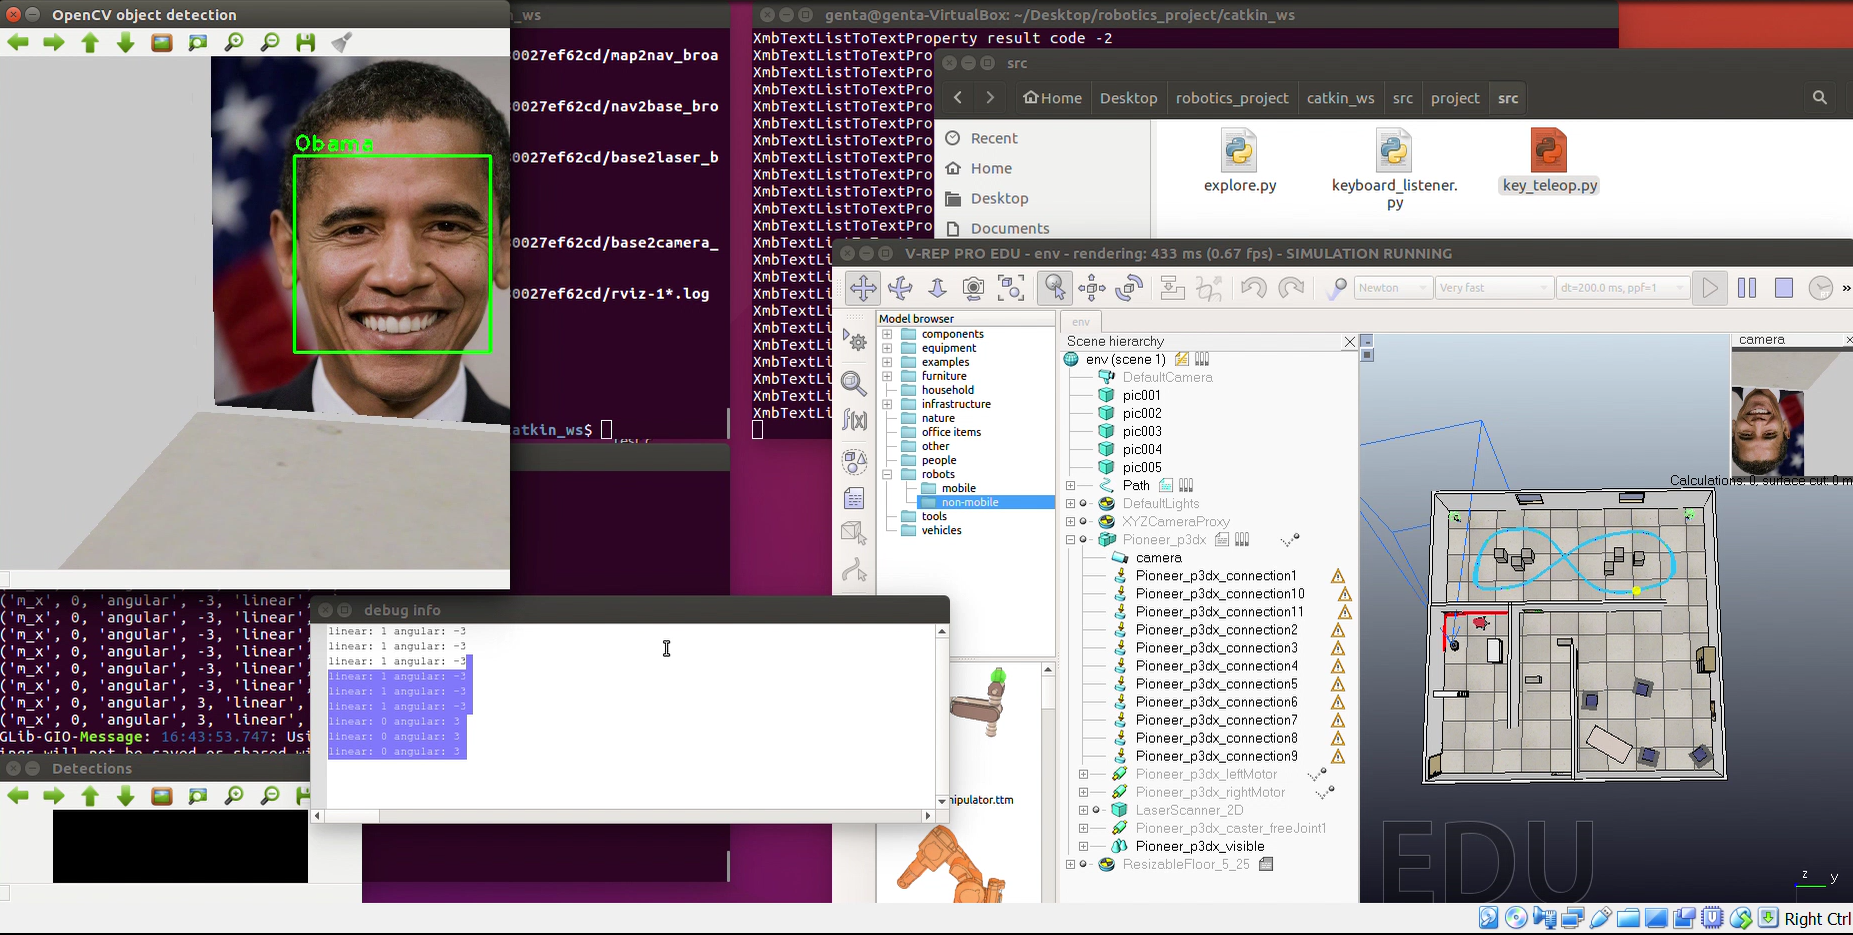 OpenCV object detection
n_ws
genta@genta-VirtualBox: ~/Desktop/robotics_project/catkin_ws
Obama
0027ef62cd/map2nav_broa
0027ef62cd/nav2base_bro
0027ef62cd/base2laser_b
0027ef62cd/base2camera_
0027ef62cd/rviz-1*.log
atkin_ws$
XmbTextListToTextProperty result code -2
XmbTextListToTextPro
XmbTextListToTextPro
XmbTextListToTextPro
XmbTextListToTextPro
XmbTextListToTextPro
XmbTextListToTextPro
XmbTextListToTextPro
XmbTextListToTextPro
XmbTextListToTextPro
XmbTextListToTextPro
XmbTextListToTextPro
XmbTextListToTextPro
XmbTextLi
XmbTextLi
XmbTextLi
XmbTextLi
XmbTextLi
XmbTextLi
XmbTextLi
XmbTextLi
XmbTextLi
XmbTextLi
src
Home Desktop robotics_project catkin_ws src project src
Recent
Home
Desktop
Documents
explore.py
keyboard_listener.
py
key_teleop.py
V-REP PRO EDU - env - rendering: 433 ms (0.67 fps) - SIMULATION RUNNING
Newton Very fast dt=200.0 ms, ppf=1 »
Model browser
components
equipment
examples
furniture
household
infrastructure
nature
office items
other
people
robots
mobile
non-mobile
tools
vehicles
nipulator.ttm
env
Scene hierarchy
env (scene 1)
DefaultCamera
pic001
pic002
pic003
pic004
pic005
Path
DefaultLights
XYZCameraProxy
Pioneer_p3dx
camera
Pioneer_p3dx_connection1
Pioneer_p3dx_connection10
Pioneer_p3dx_connection11
Pioneer_p3dx_connection2
Pioneer_p3dx_connection3
Pioneer_p3dx_connection4
Pioneer_p3dx_connection5
Pioneer_p3dx_connection6
Pioneer_p3dx_connection7
Pioneer_p3dx_connection8
Pioneer_p3dx_connection9
Pioneer_p3dx_leftMotor
Pioneer_p3dx_rightMotor
LaserScanner_2D
Pioneer_p3dx_caster_freeJoint1
Pioneer_p3dx_visible
ResizableFloor_5_25
camera
Calculations: 0, surface cut: 0 m
EDU
z
y
('m_x', 0, 'angular', -3, 'linear'
('m_x', 0, 'angular', -3, 'linear'
('m_x', 0, 'angular', -3, 'linear'
('m_x', 0, 'angular', -3, 'linear'
('m_x', 0, 'angular', -3, 'linear'
('m_x', 0, 'angular', -3, 'linear'
('m_x', 0, 'angular', 3, 'linear',
('m_x', 0, 'angular', 3, 'linear',
GLib-GIO-Message: 16:43:53.747: Usi
ings will not be saved or shared wi
debug info
linear: 1 angular: -3
linear: 1 angular: -3
linear: 1 angular: -3
linear: 1 angular: -3
linear: 1 angular: -3
linear: 1 angular: -3
linear: 0 angular: 3
linear: 0 angular: 3
linear: 0 angular: 3
Detections
Right Ctrl